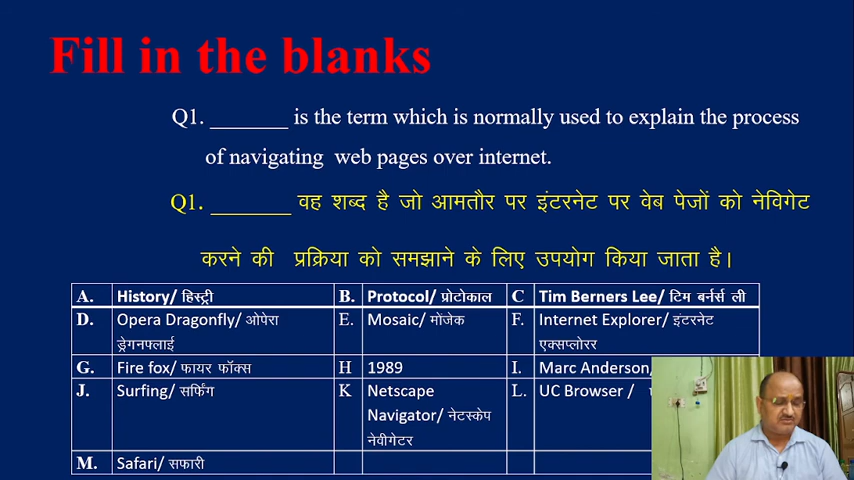 Fill in the blanks
Q1. _______ is the term which is normally used to explain the process
of navigating web pages over internet.
Q1. _______ वह शब्द है जो आमतौर पर इंटरनेट पर वेब पेजों को नेविगेट
करने की प्रक्रिया को समझाने के लिए उपयोग किया जाता है।
A. History/ हिस्ट्री B. Protocol/ प्रोटोकाल C Tim Berners Lee/ टिम बर्नर्स ली
D. Opera Dragonfly/ ओपेरा E. Mosaic/ मोंजेक F. Internet Explorer/ इंटरनेट
ड्रेगनफ्लाई एक्सप्लोरर
G. Fire fox/ फायर फॉक्स H 1989 I. Marc Anderson/
J. Surfing/ सर्फिंग K Netscape L. UC Browser /
Navigator/ नेटस्केप
नेवीगेटर
M. Safari/ सफारी